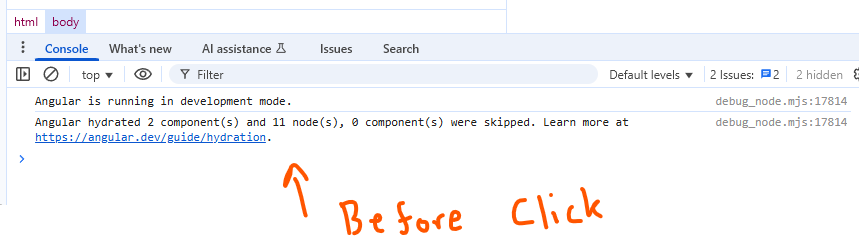 html body
Console What's new AI assistance Issues Search
top ▼ Filter Default levels ▼ 2 Issues: 2 2 hidden
Angular is running in development mode. debug_node.mjs:17814
Angular hydrated 2 component(s) and 11 node(s), 0 component(s) were skipped. Learn more at debug_node.mjs:17814
https://angular.dev/guide/hydration.
>
Before Click